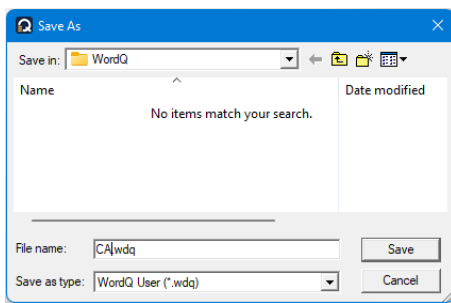 Save As
Save in: WordQ
Name Date modified
No items match your search.
File name: CA.wdq Save
Save as type: WordQ User (*.wdq) Cancel